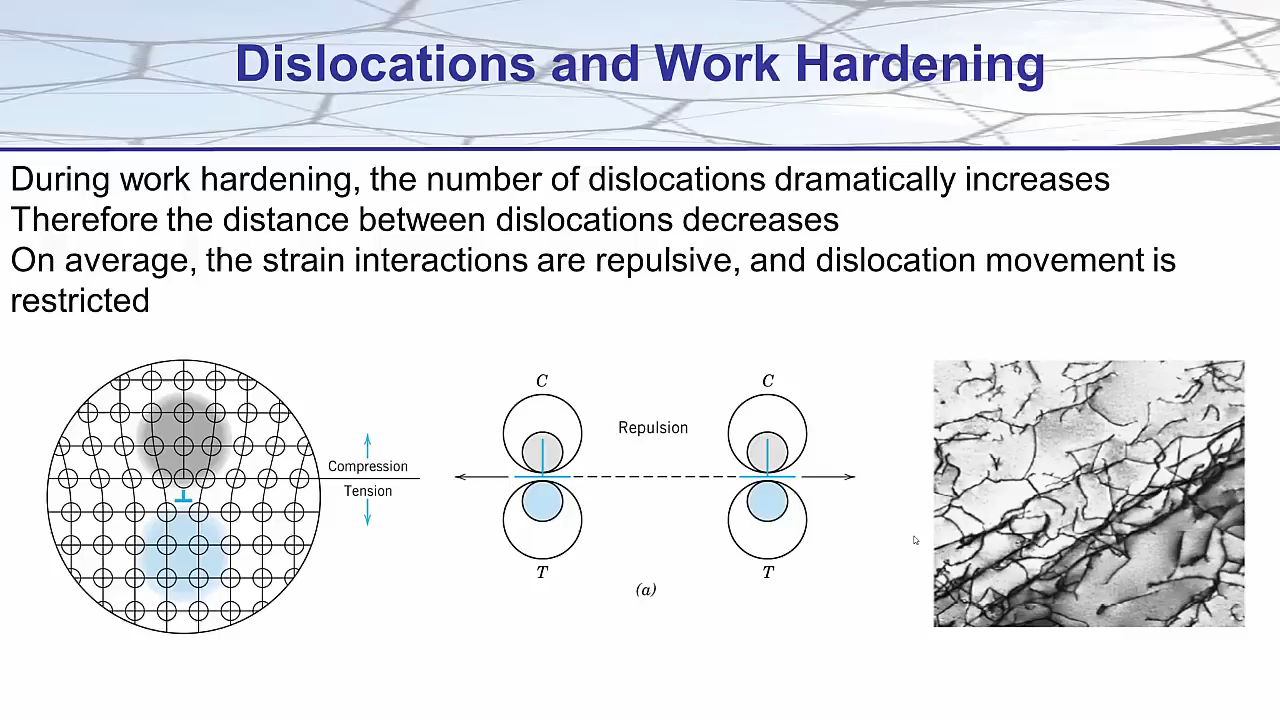 Dislocations and Work Hardening
During work hardening, the number of dislocations dramatically increases
Therefore the distance between dislocations decreases
On average, the strain interactions are repulsive, and dislocation movement is
restricted
Compression
Tension
C
C
Repulsion
T
T
(a)